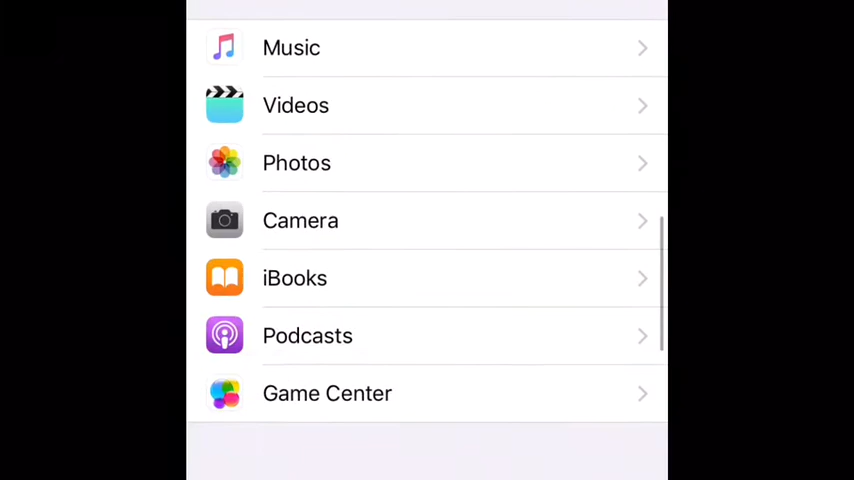 Music
Videos
Photos
Camera
iBooks
Podcasts
Game Center